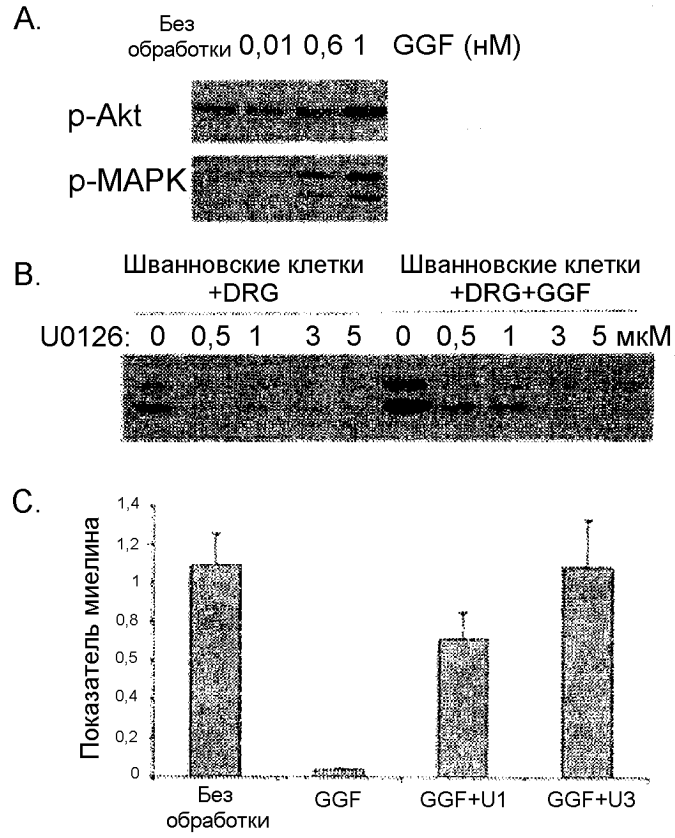 A.
Без
обработки 0,01 0,6 1 GGF (нМ)
p-Akt
p-MAPK
B.
Шванновские клетки
+DRG
Шванновские клетки
+DRG+GGF
U0126: 0 0,5 1 3 5 0 0,5 1 3 5 мкМ
C.
Показатель миелина
1,4
1,2
1
0,8
0,5
0,4
0,2
0
Без
обработки
GGF
GGF+U1
GGF+U3